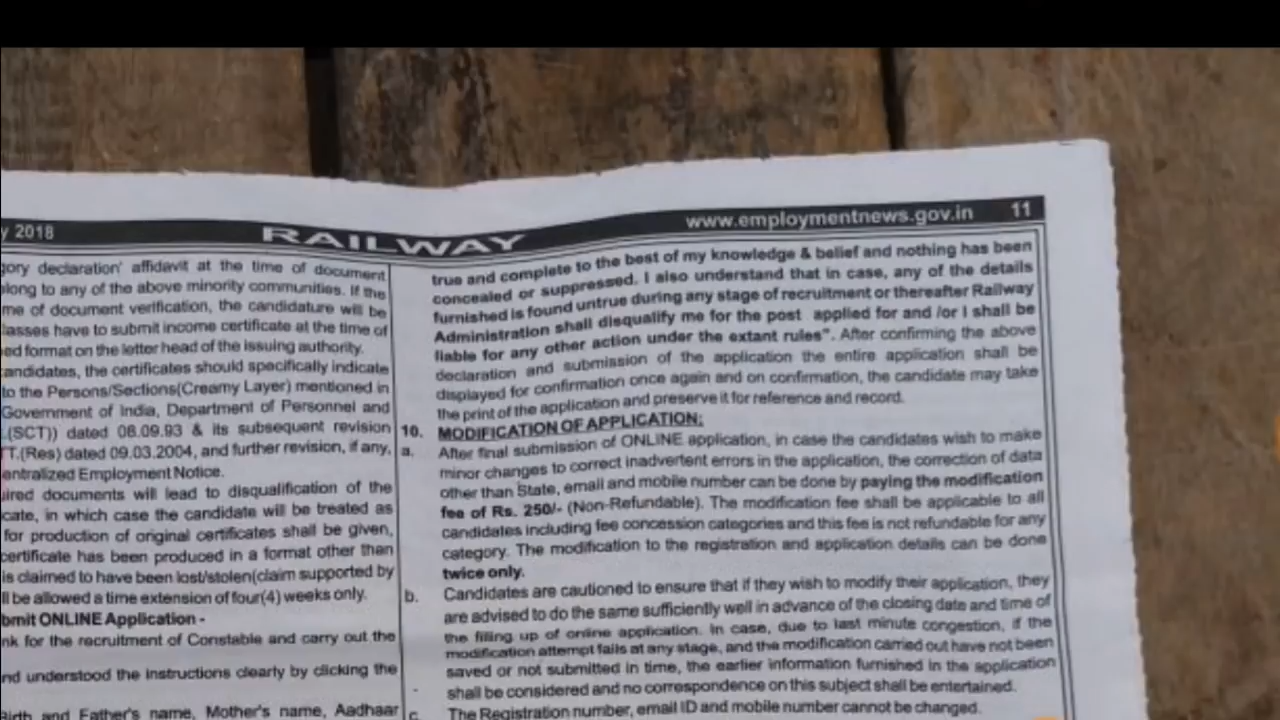 y 2018 RAILWAY www.employmentnews.gov.in 11
gory declaration' affidavit at the time of document
elong to any of the above minority communities. If the
me of document verification, the candidature will be
lasses have to submit income certificate at the time of
ed format on the letter head of the issuing authority.
andidates, the certificates should specifically indicate
to the Persons/Sections(Creamy Layer) mentioned in
Government of India, Department of Personnel and
.(SCT)) dated 08.09.93 & its subsequent revision
T.(Res) dated 09.03.2004, and further revision, if any,
entralized Employment Notice.
uired documents will lead to disqualification of the
cate, in which case the candidate will be treated as
for production of original certificates shall be given,
certificate has been produced in a format other than
is claimed to have been lost/stolen(claim supported by
ll be allowed a time extension of four(4) weeks only.
bmit ONLINE Application -
nk for the recruitment of Constable and carry out the
nd understood the Instructions clearly by clicking the
Birth and Father's name, Mother's name, Aadhaar
true and complete to the best of my knowledge & belief and nothing has been
concealed or suppressed. I also understand that in case, any of the details
furnished is found untrue during any stage of recruitment or thereafter Railway
Administration shall disqualify me for the post applied for and /or I shall be
liable for any other action under the extant rules". After confirming the above
declaration and submission of the application the entire application shall be
displayed for confirmation once again and on confirmation, the candidate may take
the print of the application and preserve it for reference and record.
10. MODIFICATION OF APPLICATION:
a. After final submission of ONLINE application, in case the candidates wish to make
minor changes to correct inadvertent errors in the application, the correction of data
other than State, email and mobile number can be done by paying the modification
fee of Rs. 250/- (Non-Refundable). The modification fee shall be applicable to all
candidates including fee concession categories and this fee is not refundable for any
category. The modification to the registration and application details can be done
twice only.
b. Candidates are cautioned to ensure that if they wish to modify their application, they
are advised to do the same sufficiently well in advance of the closing date and time of
the filling up of online application. In case, due to last minute congestion, if the
modification attempt fails at any stage, and the modification carried out have not been
saved or not submitted in time, the earlier information furnished in the application
shall be considered and no correspondence on this subject shall be entertained.
c. The Registration number, email ID and mobile number cannot be changed.